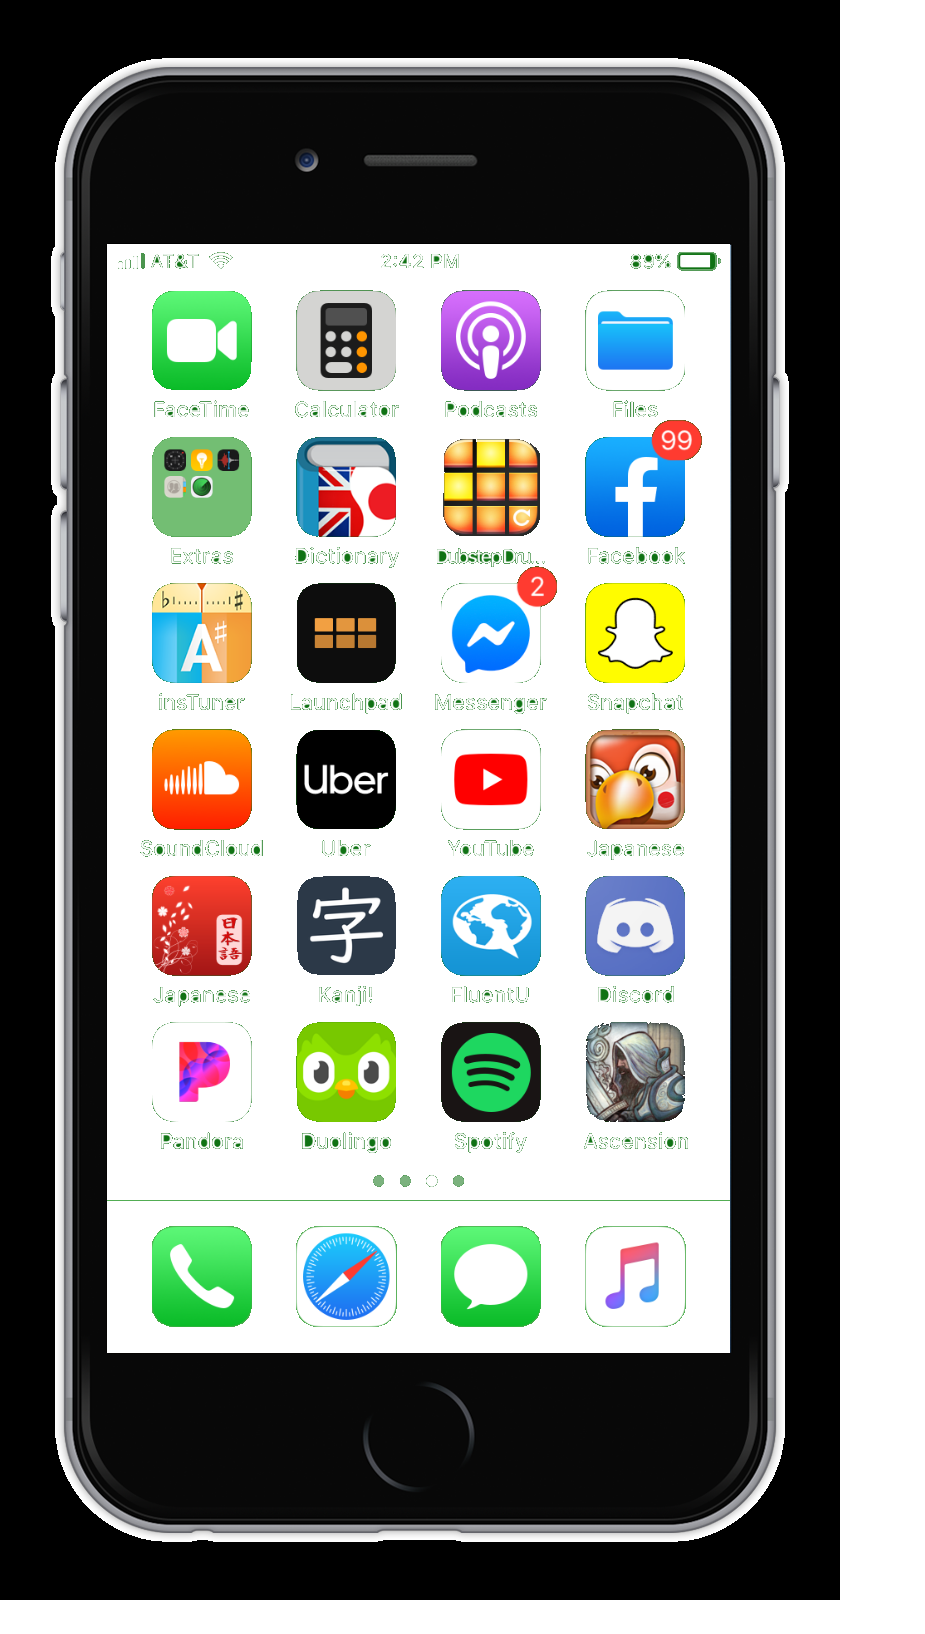 AT&T 2:42 PM 89%
FaceTime Calculator Podcasts Files
99
Extras Dictionary DubstepDru... Facebook
2
b A# #
insTuner Launchpad Messenger Snapchat
Uber
SoundCloud Uber YouTube Japanese
日本語 字
Japanese Kanji! FluentU Discord
Pandora Duolingo Spotify Ascension